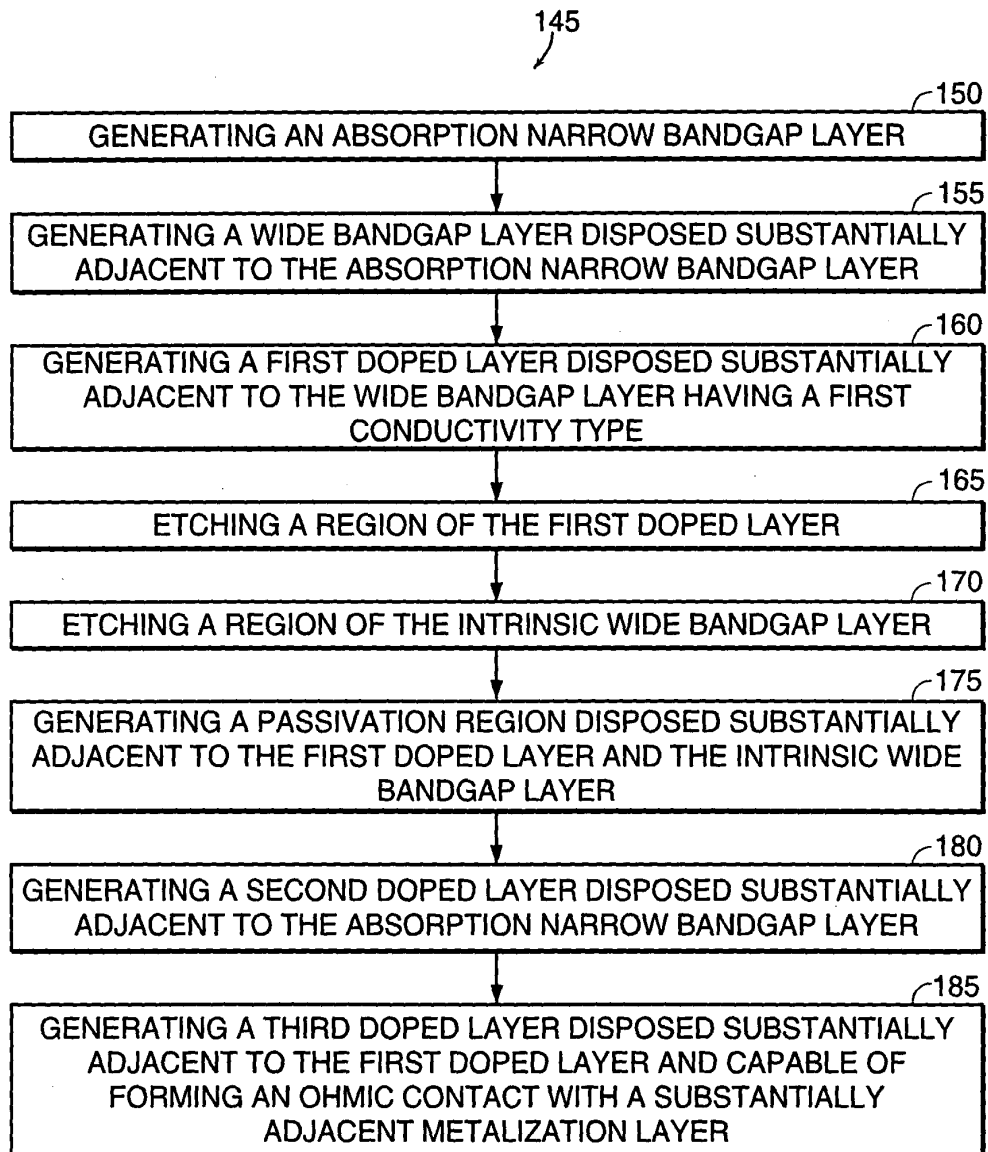 145
150
GENERATING AN ABSORPTION NARROW BANDGAP LAYER
155
GENERATING A WIDE BANDGAP LAYER DISPOSED SUBSTANTIALLY
ADJACENT TO THE ABSORPTION NARROW BANDGAP LAYER
160
GENERATING A FIRST DOPED LAYER DISPOSED SUBSTANTIALLY
ADJACENT TO THE WIDE BANDGAP LAYER HAVING A FIRST
CONDUCTIVITY TYPE
165
ETCHING A REGION OF THE FIRST DOPED LAYER
170
ETCHING A REGION OF THE INTRINSIC WIDE BANDGAP LAYER
175
GENERATING A PASSIVATION REGION DISPOSED SUBSTANTIALLY
ADJACENT TO THE FIRST DOPED LAYER AND THE INTRINSIC WIDE
BANDGAP LAYER
180
GENERATING A SECOND DOPED LAYER DISPOSED SUBSTANTIALLY
ADJACENT TO THE ABSORPTION NARROW BANDGAP LAYER
185
GENERATING A THIRD DOPED LAYER DISPOSED SUBSTANTIALLY
ADJACENT TO THE FIRST DOPED LAYER AND CAPABLE OF
FORMING AN OHMIC CONTACT WITH A SUBSTANTIALLY
ADJACENT METALIZATION LAYER